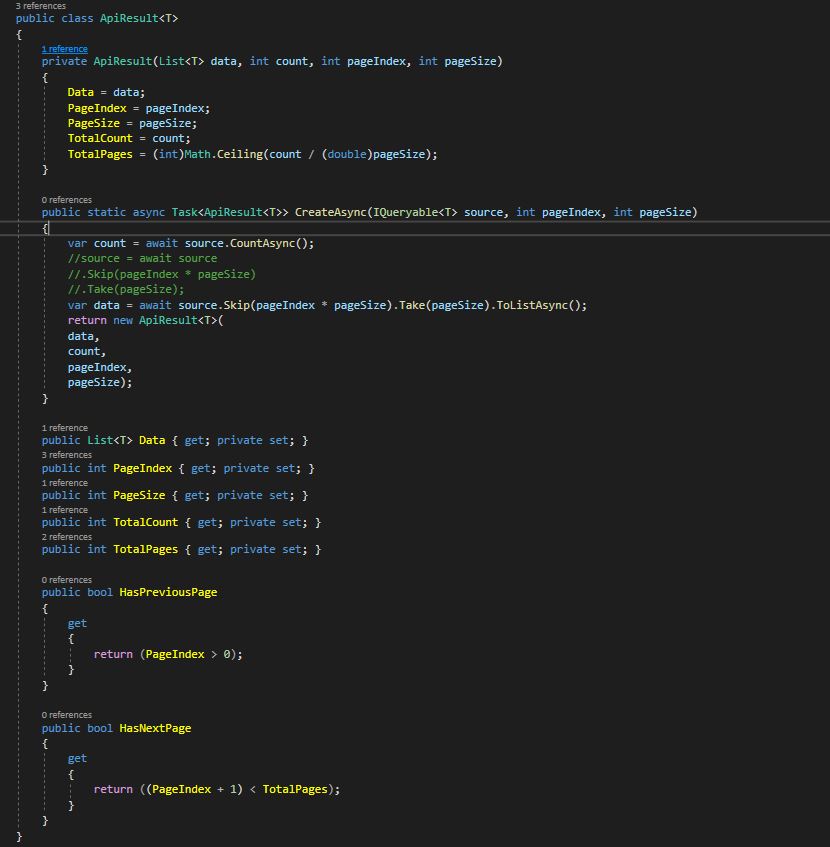 3 references
public class ApiResult<T>
{
1 reference
private ApiResult(List<T> data, int count, int pageIndex, int pageSize)
{
Data = data;
PageIndex = pageIndex;
PageSize = pageSize;
TotalCount = count;
TotalPages = (int)Math.Ceiling(count / (double)pageSize);
}
0 references
public static async Task<ApiResult<T>> CreateAsync(IQueryable<T> source, int pageIndex, int pageSize)
{
var count = await source.CountAsync();
//source = await source
//.Skip(pageIndex * pageSize)
//.Take(pageSize);
var data = await source.Skip(pageIndex * pageSize).Take(pageSize).ToListAsync();
return new ApiResult<T>(
data,
count,
pageIndex,
pageSize);
}
1 reference
public List<T> Data { get; private set; }
3 references
public int PageIndex { get; private set; }
1 reference
public int PageSize { get; private set; }
1 reference
public int TotalCount { get; private set; }
2 references
public int TotalPages { get; private set; }
0 references
public bool HasPreviousPage
{
get
{
return (PageIndex > 0);
}
}
0 references
public bool HasNextPage
{
get
{
return ((PageIndex + 1) < TotalPages);
}
}
}